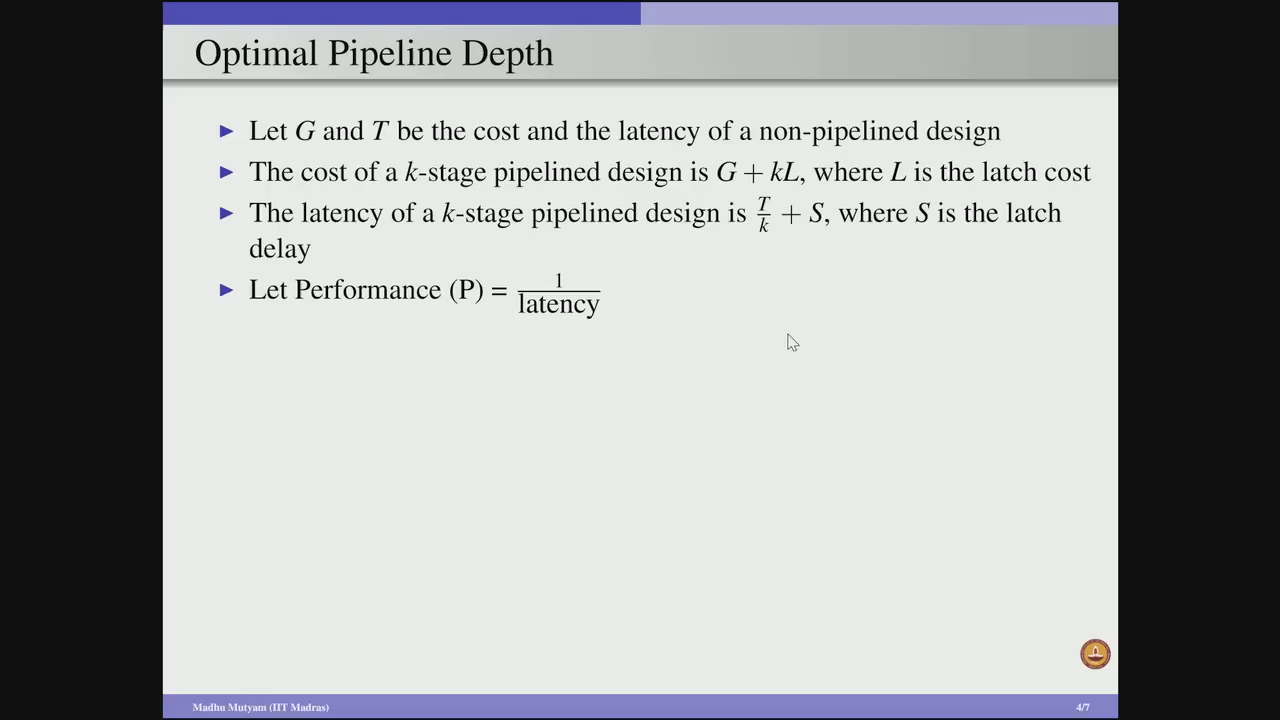 Optimal Pipeline Depth
▶ Let G and T be the cost and the latency of a non-pipelined design
▶ The cost of a k-stage pipelined design is G + kL, where L is the latch cost
▶ The latency of a k-stage pipelined design is T/k + S, where S is the latch
delay
▶ Let Performance (P) = 1/latency
Madhu Mutyam (IIT Madras) 4/7